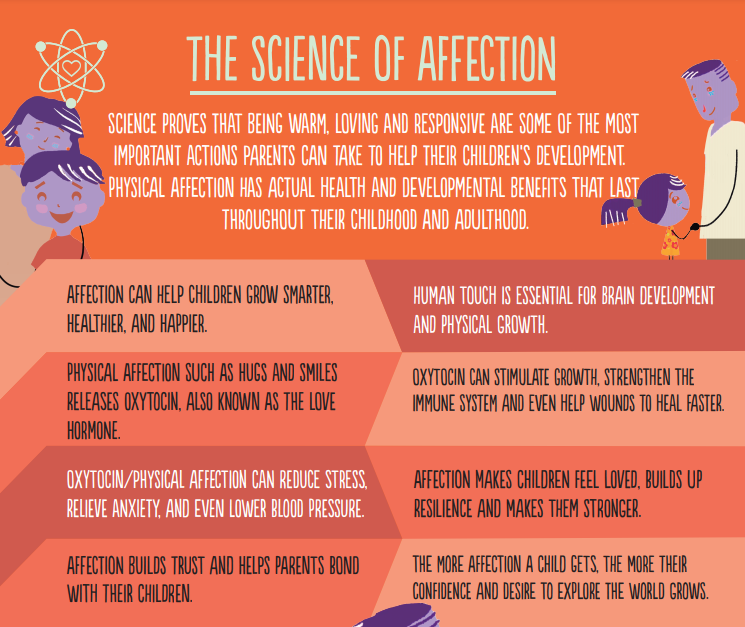 THE SCIENCE OF AFFECTION
SCIENCE PROVES THAT BEING WARM, LOVING AND RESPONSIVE ARE SOME OF THE MOST
IMPORTANT ACTIONS PARENTS CAN TAKE TO HELP THEIR CHILDREN'S DEVELOPMENT.
PHYSICAL AFFECTION HAS ACTUAL HEALTH AND DEVELOPMENTAL BENEFITS THAT LAST
THROUGHOUT THEIR CHILDHOOD AND ADULTHOOD.
AFFECTION CAN HELP CHILDREN GROW SMARTER,
HEALTHIER, AND HAPPIER.
HUMAN TOUCH IS ESSENTIAL FOR BRAIN DEVELOPMENT
AND PHYSICAL GROWTH.
PHYSICAL AFFECTION SUCH AS HUGS AND SMILES
RELEASES OXYTOCIN, ALSO KNOWN AS THE LOVE
HORMONE.
OXYTOCIN CAN STIMULATE GROWTH, STRENGTHEN THE
IMMUNE SYSTEM AND EVEN HELP WOUNDS TO HEAL FASTER.
OXYTOCIN/PHYSICAL AFFECTION CAN REDUCE STRESS,
RELIEVE ANXIETY, AND EVEN LOWER BLOOD PRESSURE.
AFFECTION MAKES CHILDREN FEEL LOVED, BUILDS UP
RESILIENCE AND MAKES THEM STRONGER.
AFFECTION BUILDS TRUST AND HELPS PARENTS BOND
WITH THEIR CHILDREN.
THE MORE AFFECTION A CHILD GETS, THE MORE THEIR
CONFIDENCE AND DESIRE TO EXPLORE THE WORLD GROWS.